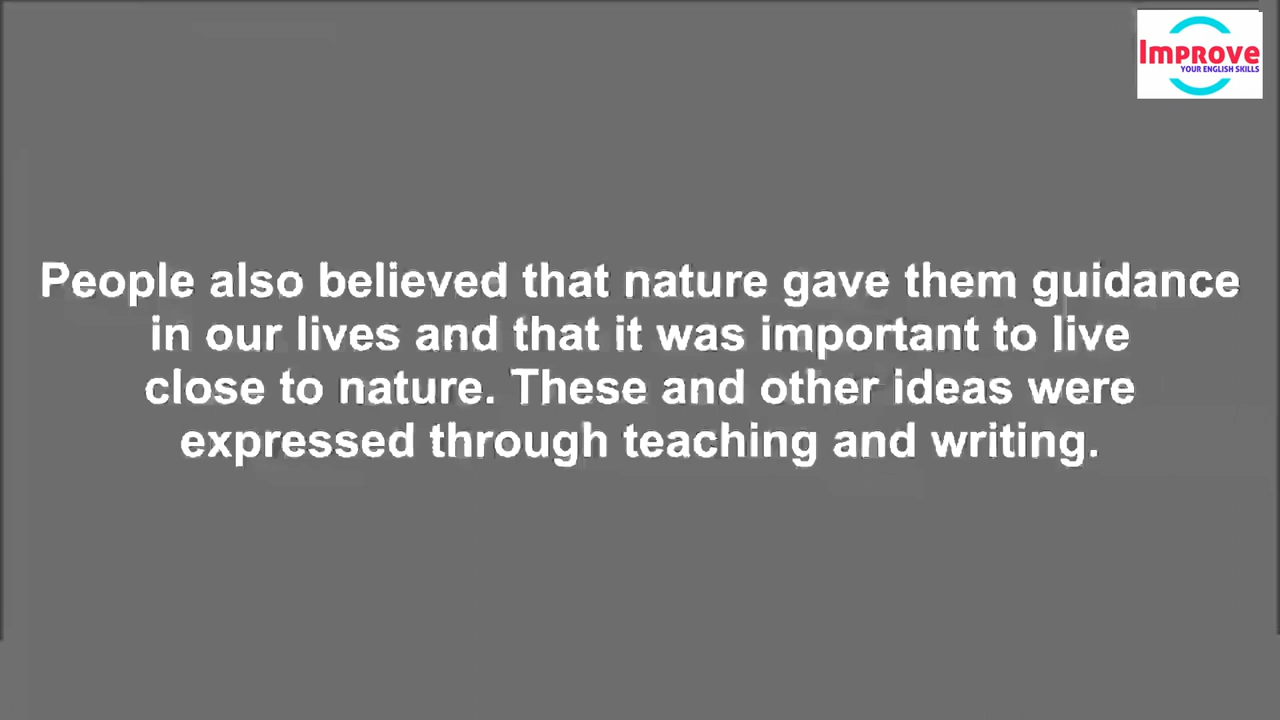 Improve
YOUR ENGLISH SKILLS
People also believed that nature gave them guidance
in our lives and that it was important to live
close to nature. These and other ideas were
expressed through teaching and writing.